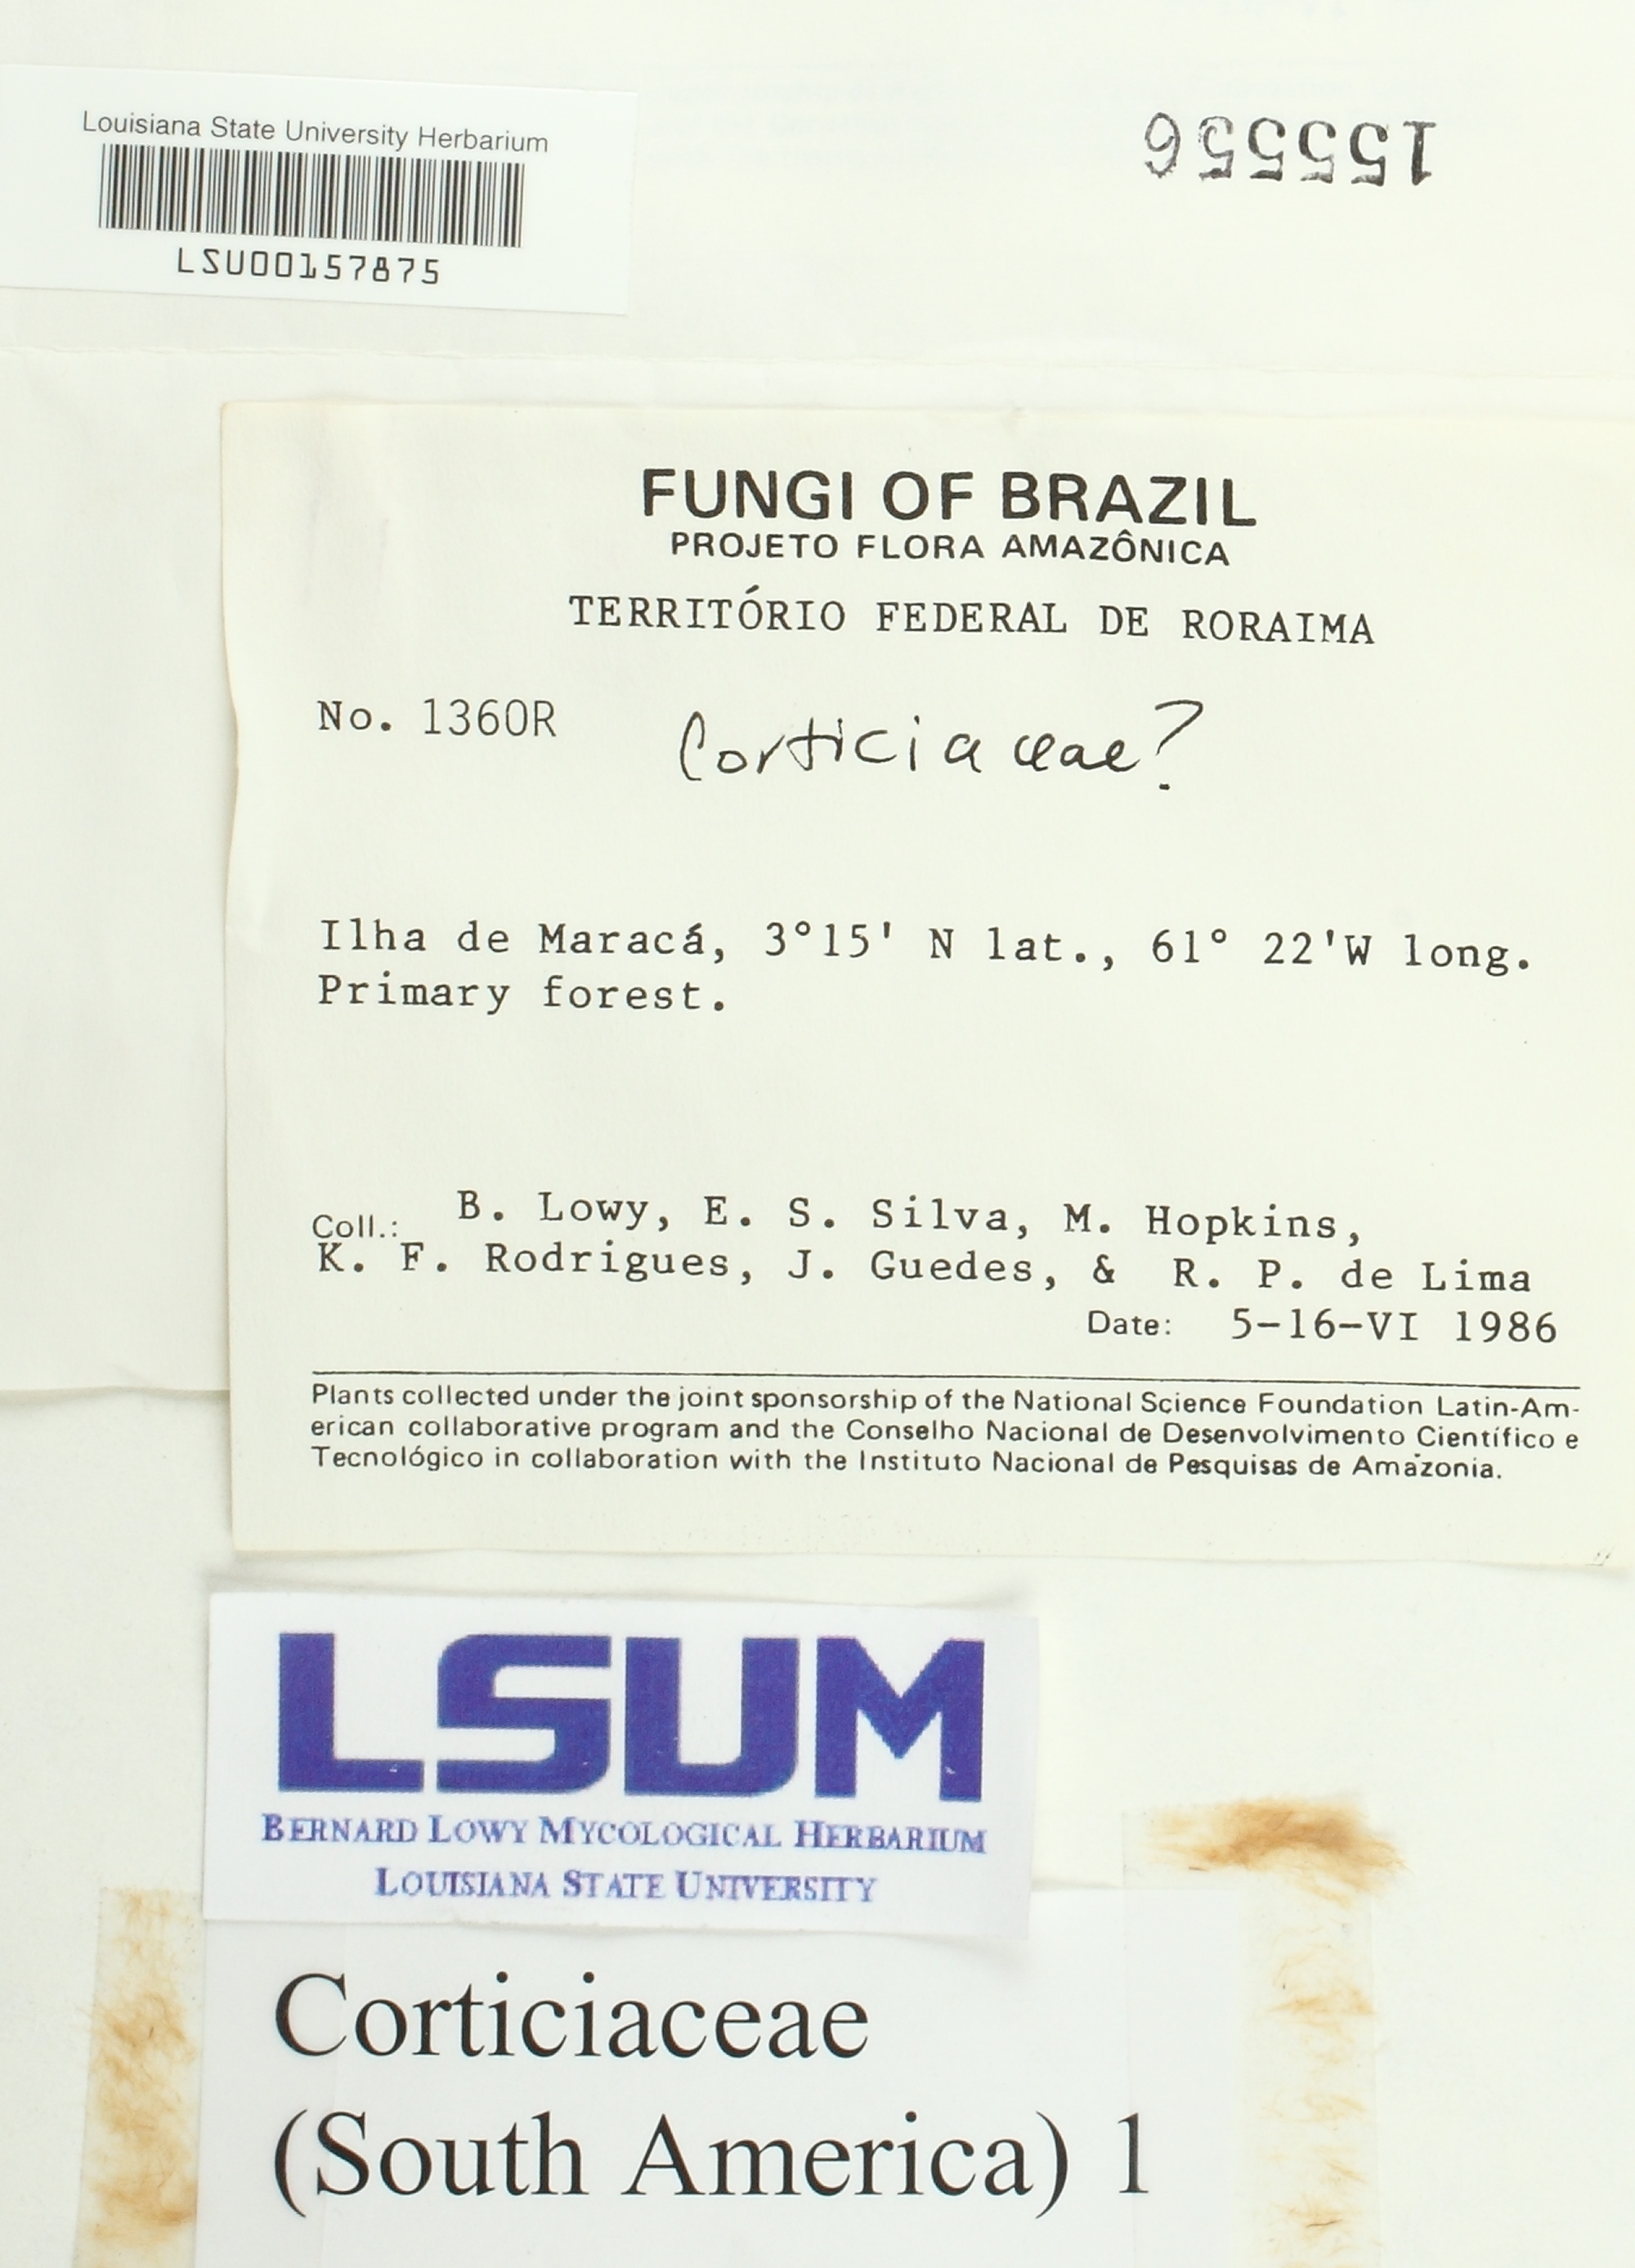 Louisiana State University Herbarium
LSU00157875
155556
FUNGI OF BRAZIL
PROJETO FLORA AMAZÔNICA
TERRITÓRIO FEDERAL DE RORAIMA
No. 1360R Corticiaceae?
Ilha de Maracá, 3°15' N lat., 61° 22'W long.
Primary forest.
Coll.: B. Lowy, E. S. Silva, M. Hopkins,
K. F. Rodrigues, J. Guedes, & R. P. de Lima
Date: 5-16-VI 1986
Plants collected under the joint sponsorship of the National Science Foundation Latin-Am-
erican collaborative program and the Conselho Nacional de Desenvolvimento Científico e
Tecnológico in collaboration with the Instituto Nacional de Pesquisas de Amazonia.
LSUM
BERNARD LOWY MYCOLOGICAL HERBARIUM
LOUISIANA STATE UNIVERSITY
Corticiaceae
(South America) 1